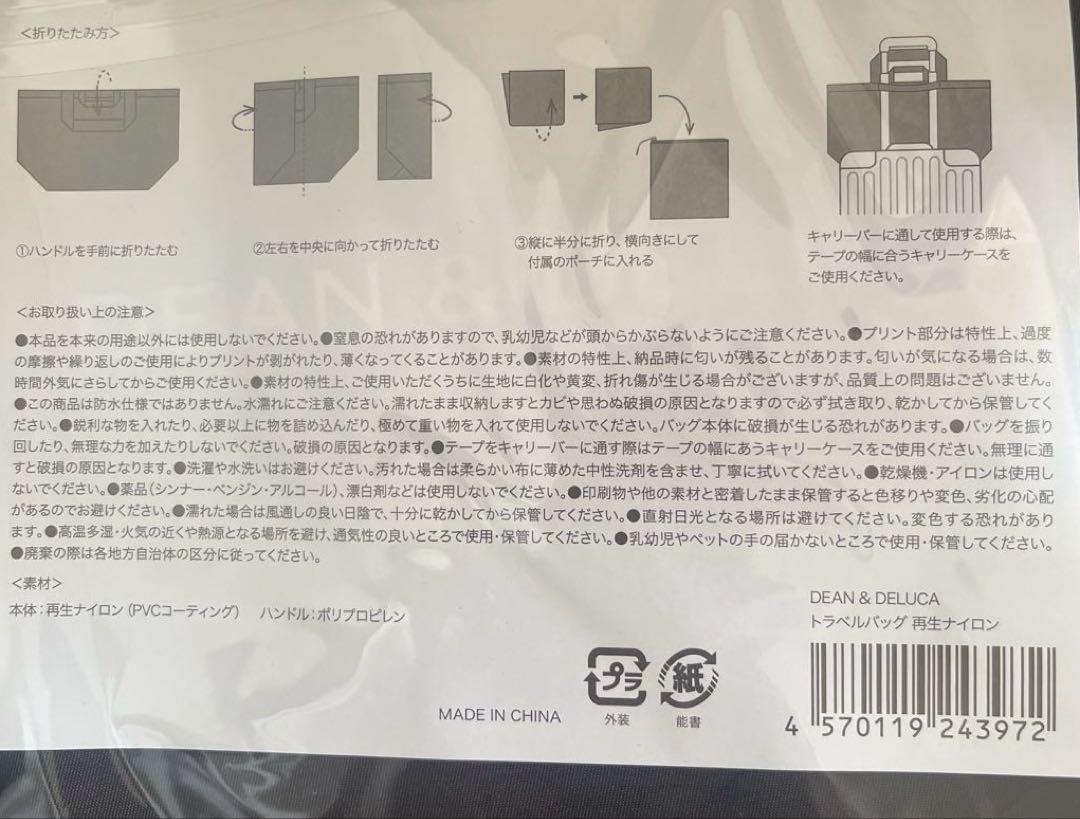 <折りたたみ方>
①ハンドルを手前に折りたたむ
②左右を中央に向かって折りたたむ
③縦に半分に折り、横向きにして
付属のポーチに入れる
キャリーバーに通して使用する際は、
テープの幅に合うキャリーケースを
ご使用ください。
<お取り扱い上の注意>
●本品を本来の用途以外には使用しないでください。●窒息の恐れがありますので、乳幼児などが頭からかぶらないようにご注意ください。●プリント部分は特性上、過度
の摩擦や繰り返しのご使用によりプリントが剥がれたり、薄くなってくることがあります。●素材の特性上、納品時に匂いが残ることがあります。匂いが気になる場合は、数
時間外気にさらしてからご使用ください。●素材の特性上、ご使用いただくうちに生地に白化や黄変、折れ傷が生じる場合がございますが、品質上の問題はございません。
●この商品は防水仕様ではありません。水濡れにご注意ください。濡れたまま収納しますとカビや思わぬ破損の原因となりますので必ず拭き取り、乾かしてから保管してく
ださい。●鋭利な物を入れたり、必要以上に物を詰め込んだり、極めて重い物を入れて使用しないでください。バッグ本体に破損が生じる恐れがあります。●バッグを振り
回したり、無理な力を加えたりしないでください。破損の原因となります。●テープをキャリーバーに通す際はテープの幅にあうキャリーケースをご使用ください。無理に通
すと破損の原因となります。●洗濯や水洗いはお避けください。汚れた場合は柔らかい布に薄めた中性洗剤を含ませ、丁寧に拭いてください。●乾燥機・アイロンは使用し
ないでください。●薬品(シンナー・ベンジン・アルコール)、漂白剤などは使用しないでください。●印刷物や他の素材と密着したまま保管すると色移りや変色、劣化の心配
があるのでお避けください。●濡れた場合は風通しの良い日陰で、十分に乾かしてから保管してください。●直射日光となる場所は避けてください。変色する恐れがあり
ます。●高温多湿・火気の近くや熱源となる場所を避け、通気性の良いところで使用・保管してください。●乳幼児やペットの手の届かないところで使用・保管してください。
●廃棄の際は各地方自治体の区分に従ってください。
<素材>
本体:再生ナイロン(PVCコーティング) ハンドル:ポリプロピレン
DEAN & DELUCA
トラベルバッグ 再生ナイロン
プラ
外装
紙
能書
MADE IN CHINA
4 570119 243972